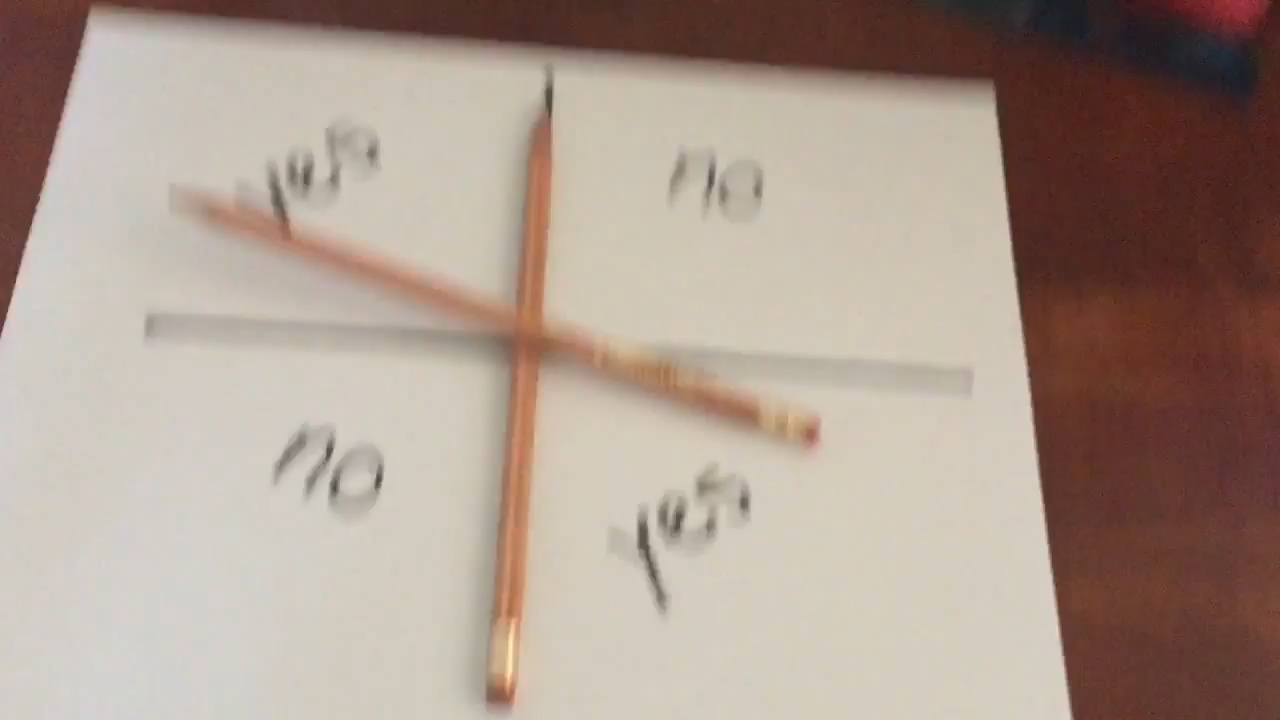 yes no
no yes